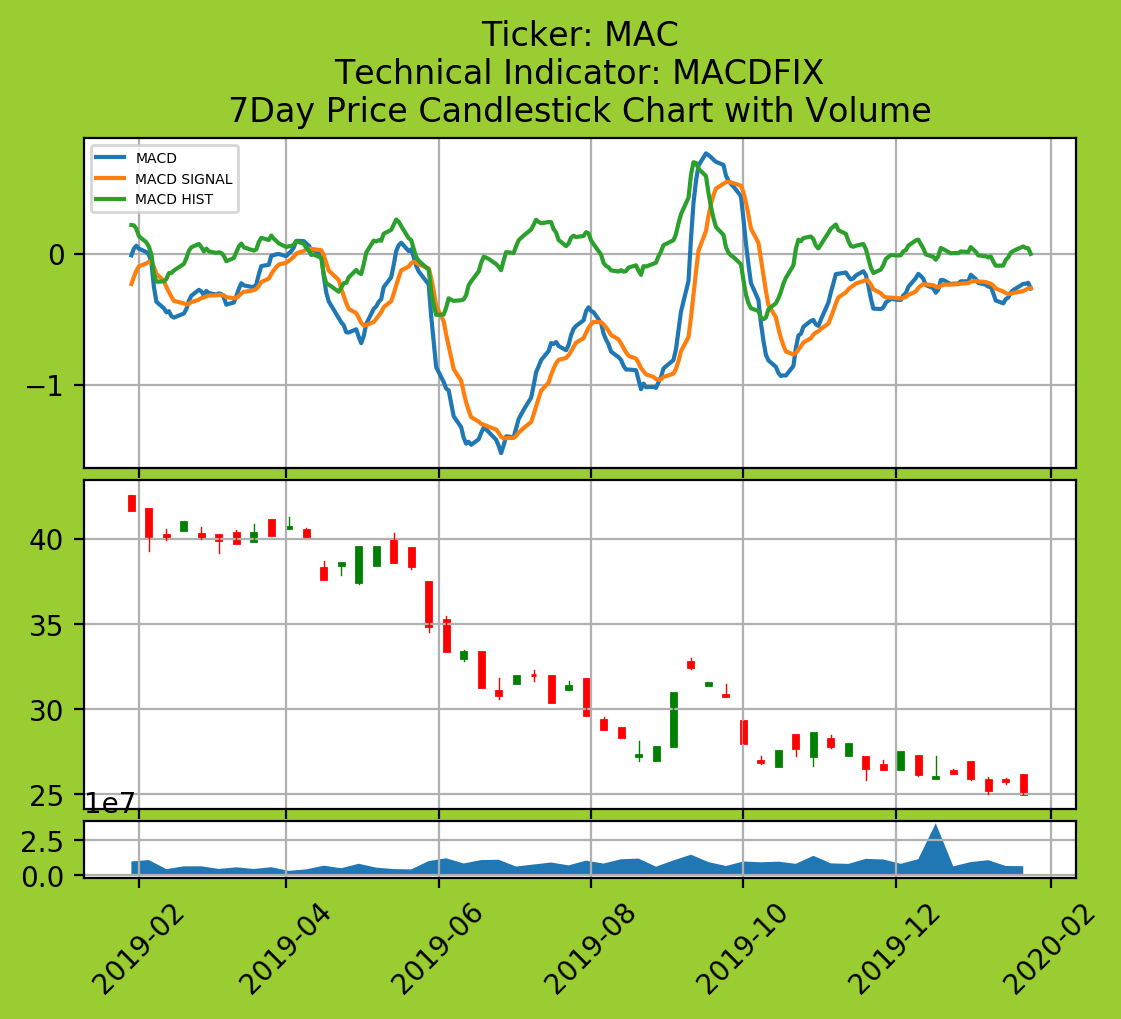 Ticker: MAC
Technical Indicator: MACDFIX
7Day Price Candlestick Chart with Volume
MACD
MACD SIGNAL
MACD HIST
0
−1
40
35
30
25
1e7
2.5
0.0
2019-02
2019-04
2019-06
2019-08
2019-10
2019-12
2020-02